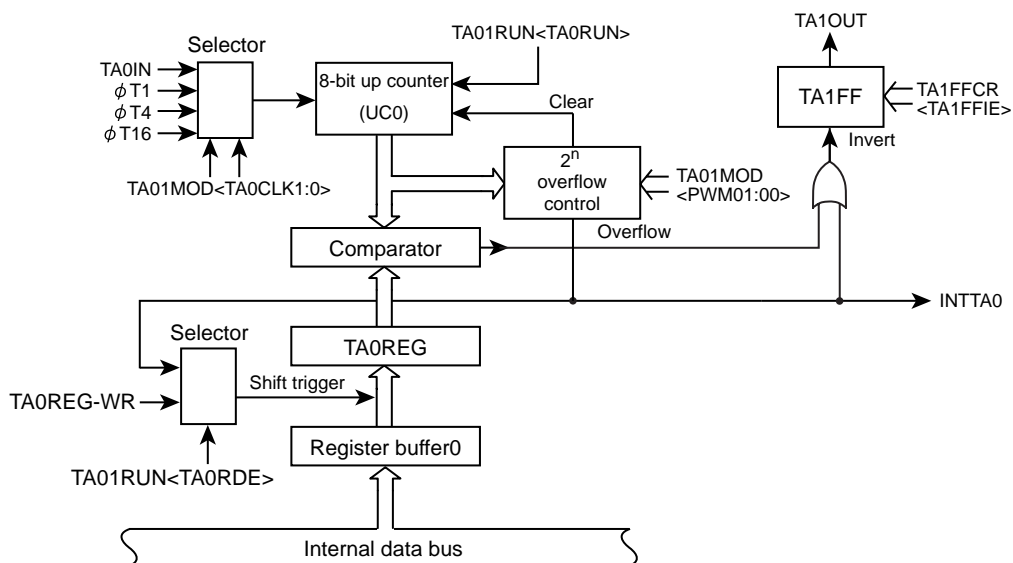 TA1OUT
TA01RUN<TA0RUN>
Selector
TA0IN
ϕT1
ϕT4
ϕT16
8-bit up counter
(UC0)
TA1FF
TA1FFCR
<TA1FFIE>
Clear
Invert
2ⁿ
overflow
control
TA01MOD
<PWM01:00>
TA01MOD<TA0CLK1:0>
Overflow
Comparator
INTTA0
Selector
TA0REG
Shift trigger
TA0REG-WR
Register buffer0
TA01RUN<TA0RDE>
Internal data bus